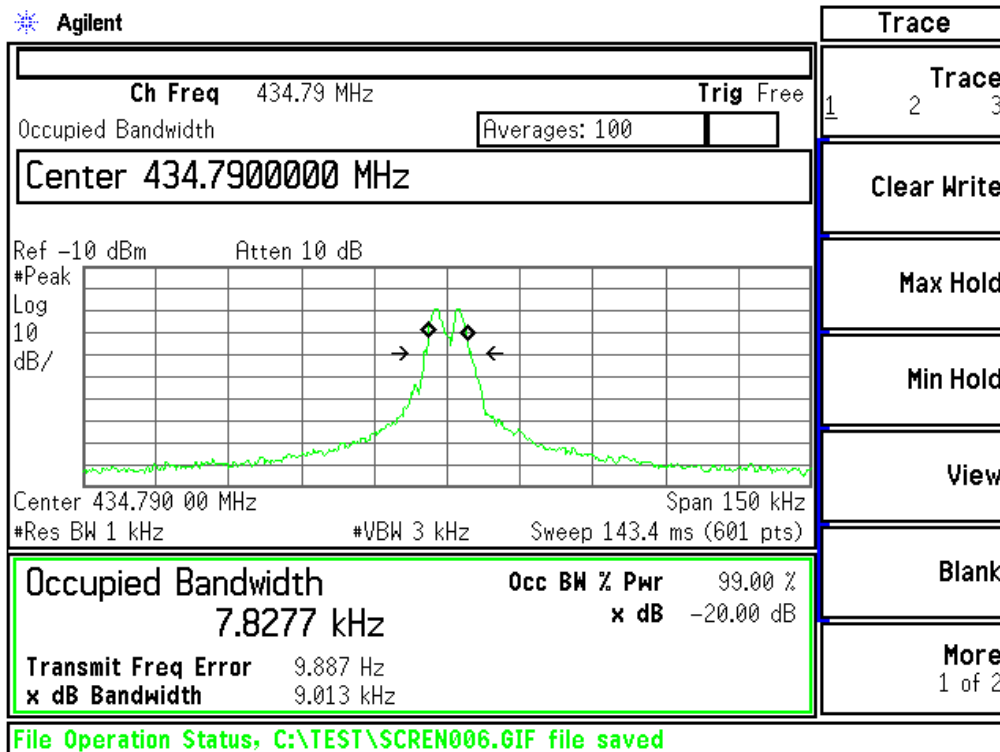 Agilent
Trace
Ch Freq 434.79 MHz Trig Free
Occupied Bandwidth Averages: 100
Center 434.7900000 MHz
Ref -10 dBm Atten 10 dB
#Peak
Log
10
dB/
Center 434.790 00 MHz Span 150 kHz
#Res BW 1 kHz #VBW 3 kHz Sweep 143.4 ms (601 pts)
Occupied Bandwidth Occ BW % Pwr 99.00 %
7.8277 kHz x dB -20.00 dB
Transmit Freq Error 9.887 Hz
x dB Bandwidth 9.013 kHz
Trace
1 2 3
Clear Write
Max Hold
Min Hold
View
Blank
More
1 of 2
File Operation Status, C:\TEST\SCREN006.GIF file saved